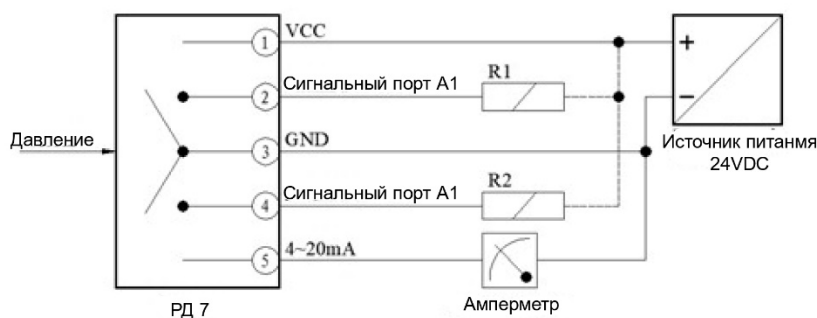 1
VCC
+
2
Сигнальный порт A1
R1
−
Давление
3
GND
Источник питанмя
24VDC
4
Сигнальный порт A1
R2
5
4~20mA
РД 7
Амперметр